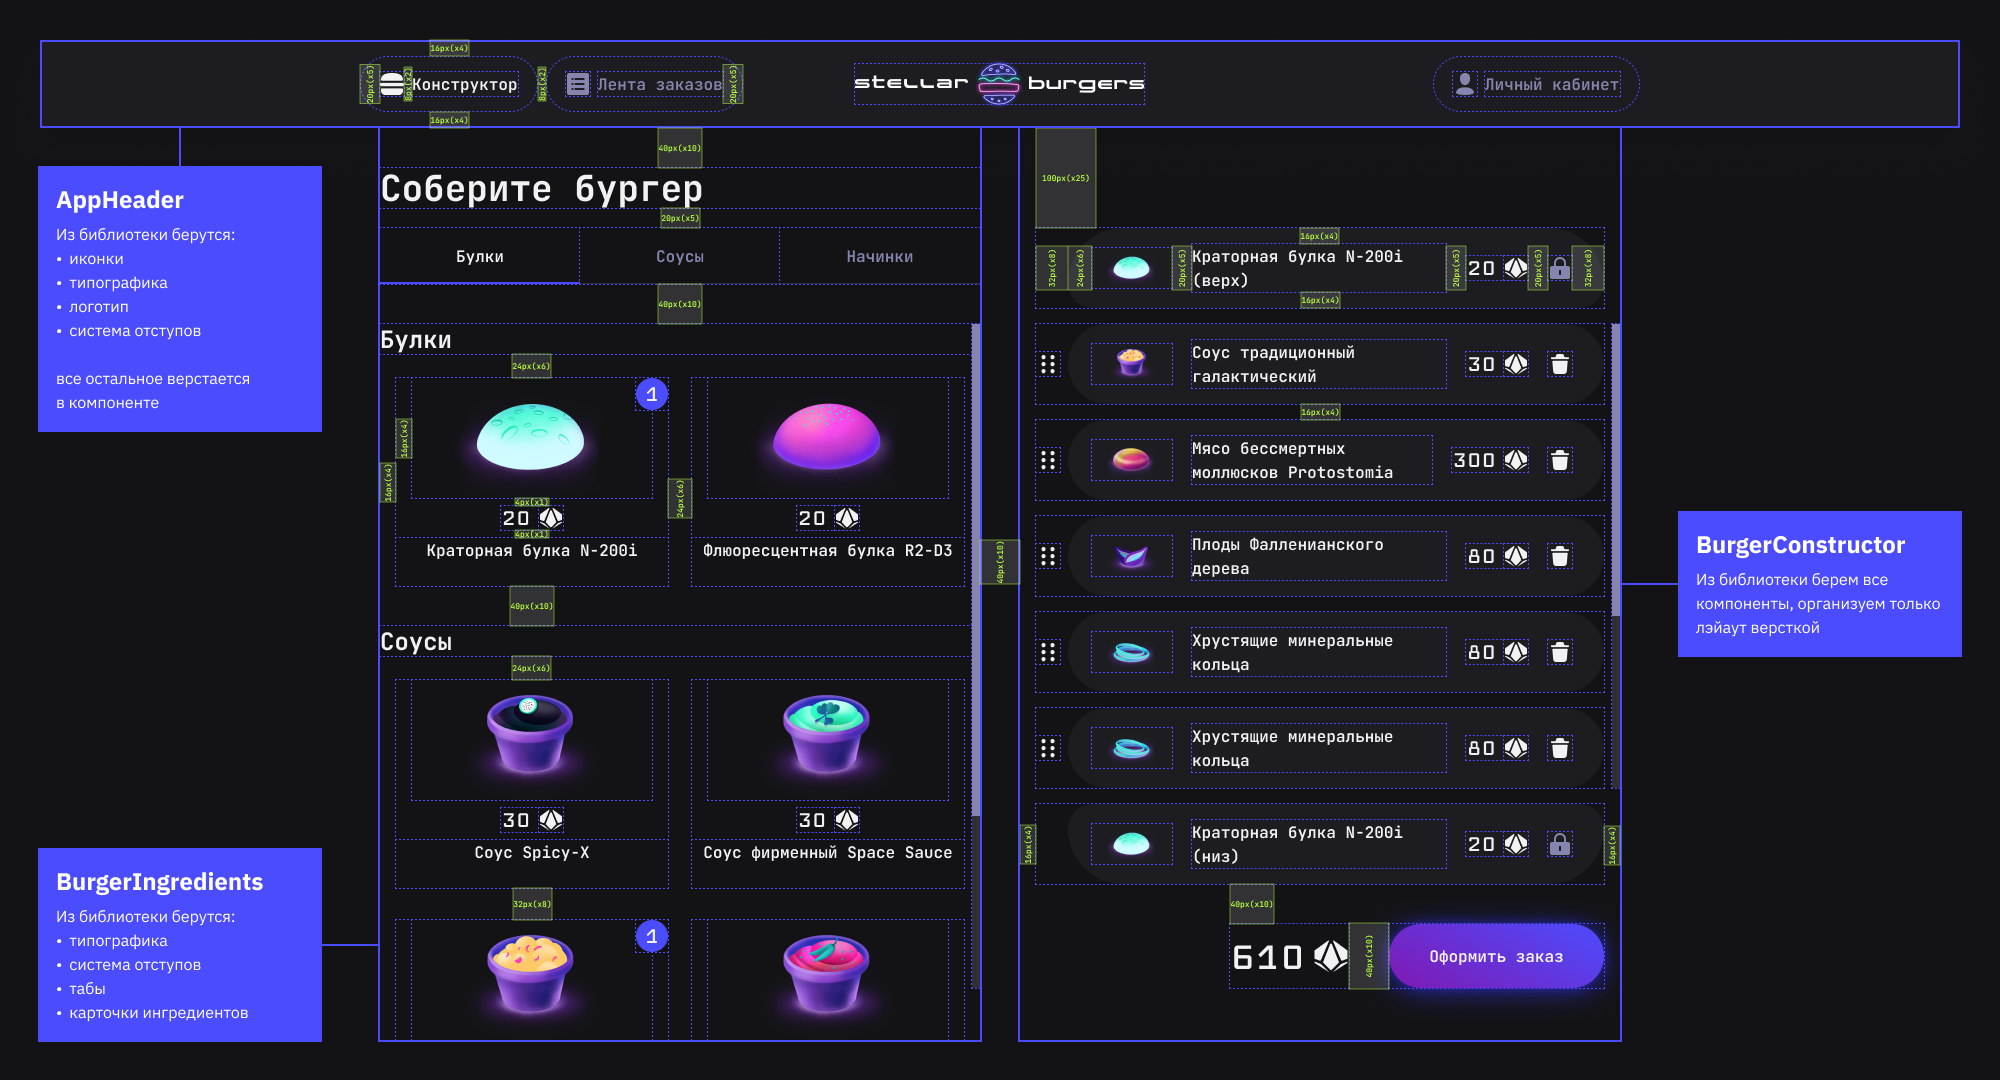 16px(x4)
20px(x5)
8px(x2)
Конструктор
8px(x2)
Лента заказов
20px(x5)
stellar burgers
Личный кабинет
16px(x4)
AppHeader
Из библиотеки берутся:
• иконки
• типографика
• логотип
• система отступов
все остальное верстается
в компоненте
40px(x10)
Соберите бургер
20px(x5)
Булки
Соусы
Начинки
40px(x10)
Булки
24px(x6)
1
16px(x4)
16px(x4)
24px(x6)
4px(x1)
20
20
4px(x1)
Краторная булка N-200i
Флюоресцентная булка R2-D3
40px(x10)
Соусы
24px(x6)
30
30
Соус Spicy-X
Соус фирменный Space Sauce
32px(x8)
1
BurgerIngredients
Из библиотеки берутся:
• типографика
• система отступов
• табы
• карточки ингредиентов
40px(x10)
100px(x25)
16px(x4)
32px(x8)
24px(x6)
20px(x5)
Краторная булка N-200i
(верх)
20px(x5)
20
20px(x5)
32px(x8)
16px(x4)
Соус традиционный
галактический
30
16px(x4)
Мясо бессмертных
моллюсков Protostomia
300
Плоды Фалленианского
дерева
80
Хрустящие минеральные
кольца
80
Хрустящие минеральные
кольца
80
16px(x4)
Краторная булка N-200i
(низ)
20
16px(x4)
40px(x10)
610
40px(x10)
Оформить заказ
BurgerConstructor
Из библиотеки берем все
компоненты, организуем только
лэйаут версткой